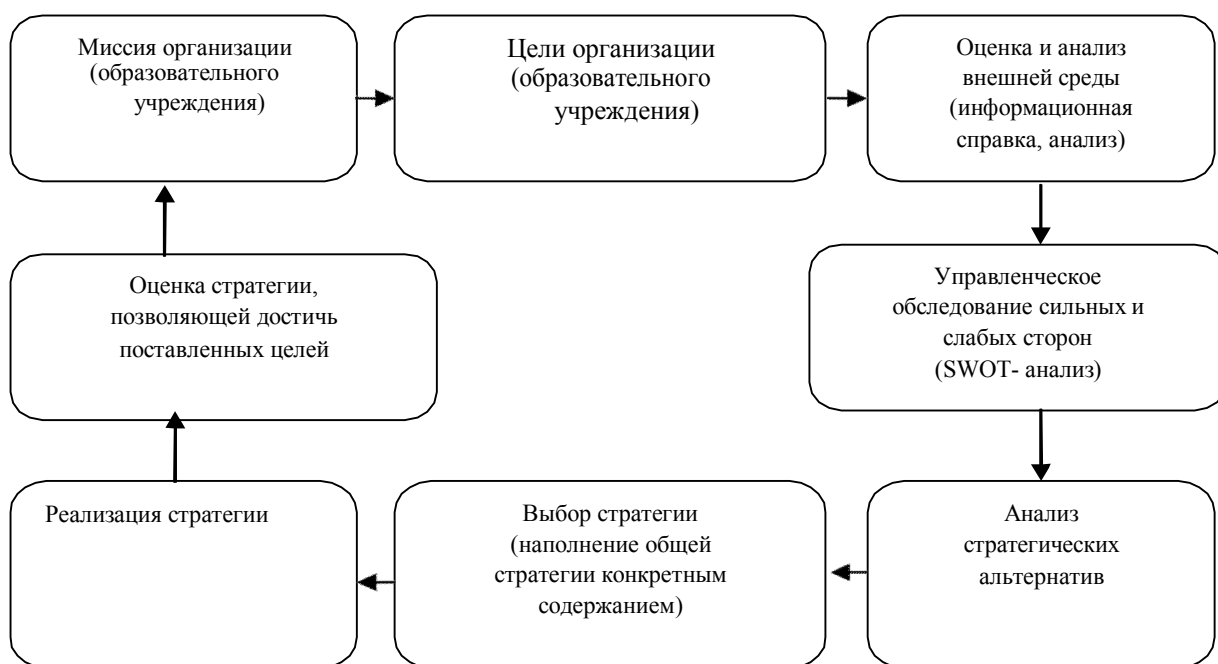 Миссия организации
(образовательного
учреждения)
Цели организации
(образовательного
учреждения)
Оценка и анализ
внешней среды
(информационная
справка, анализ)
Оценка стратегии,
позволяющей достичь
поставленных целей
Управленческое
обследование сильных и
слабых сторон
(SWOT- анализ)
Реализация стратегии
Выбор стратегии
(наполнение общей
стратегии конкретным
содержанием)
Анализ
стратегических
альтернатив